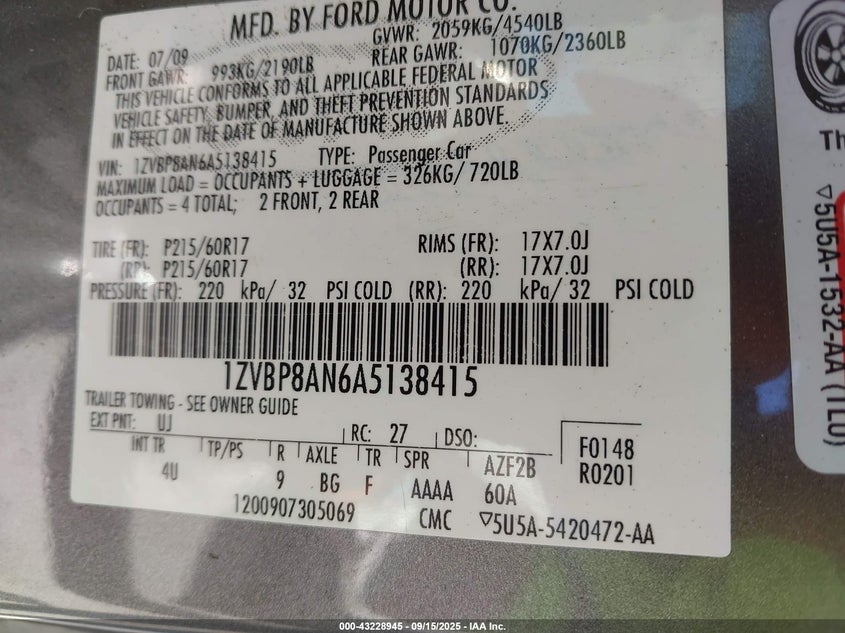 MFD. BY FORD MOTOR CO.
DATE: 07/09 GVWR: 2059KG/4540LB
FRONT GAWR: 993KG/2190LB REAR GAWR: 1070KG/2360LB
THIS VEHICLE CONFORMS TO ALL APPLICABLE FEDERAL MOTOR
VEHICLE SAFETY, BUMPER, AND THEFT PREVENTION STANDARDS
IN EFFECT ON THE DATE OF MANUFACTURE SHOWN ABOVE.
VIN: 1ZVBP8AN6A5138415 TYPE: Passenger Car
MAXIMUM LOAD = OCCUPANTS + LUGGAGE = 326KG/720LB
OCCUPANTS = 4 TOTAL; 2 FRONT, 2 REAR
TIRE (FR): P215/60R17 RIMS (FR): 17X7.0J
(RR): P215/60R17 (RR): 17X7.0J
PRESSURE (FR): 220 kPa/ 32 PSI COLD (RR): 220 kPa/ 32 PSI COLD
1ZVBP8AN6A5138415
TRAILER TOWING - SEE OWNER GUIDE
EXT PNT: UJ RC: 27 DSO: F0148
INT TR TP/PS R AXLE TR SPR AZF2B R0201
4U 9 BG F AAAA 60A
1200907305069 CMC ▽5U5A-5420472-AA
Th
▽5U5A-1532-AA (TL0)
000-43228945 - 09/15/2025 - IAA Inc.